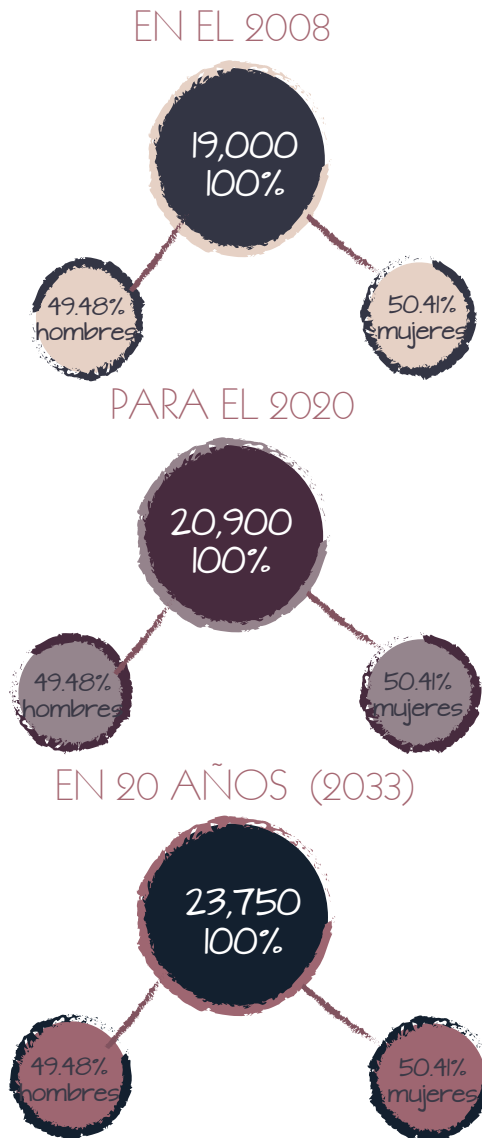 EN EL 2008
19,000
100%
49.48%
hombres
50.41%
mujeres
PARA EL 2020
20,900
100%
49.48%
hombres
50.41%
mujeres
EN 20 AÑOS (2033)
23,750
100%
49.48%
hombres
50.41%
mujeres